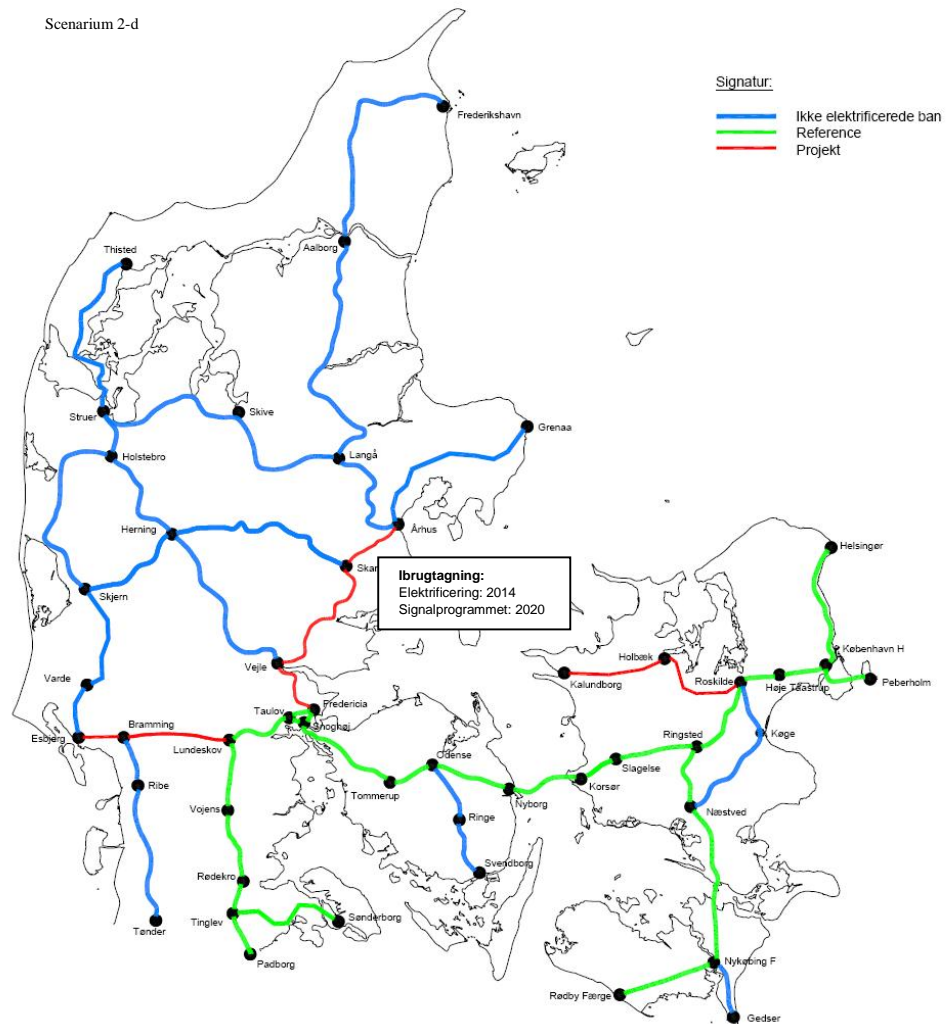 Scenarium 2-d
Signatur:
Ikke elektrificerede ban
Reference
Projekt
Frederikshavn
Aalborg
Thisted
Struer
Skive
Grenaa
Holstebro
Langå
Herning
Århus
Skan
Skjern
Ibrugtagning:
Elektrificering: 2014
Signalprogrammet: 2020
Helsingør
Vejle
Holbæk
København H
Kalundborg
Roskilde
Høje Taastrup
Peberholm
Varde
Fredericia
Taulov
Snoghøj
Esbjerg
Bramming
Lundeskov
Odense
Ringsted
Køge
Slagelse
Ribe
Tommerup
Nyborg
Korsør
Næstved
Vojens
Ringe
Rødekro
Svendborg
Tinglev
Sønderborg
Tønder
Padborg
Nykøbing F
Rødby Færge
Gedser